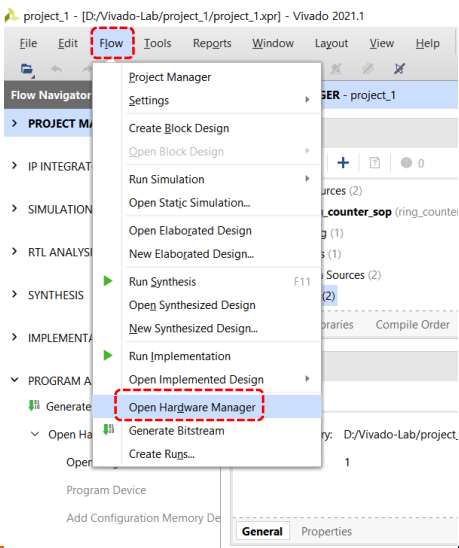 project_1 - [D:/Vivado-Lab/project_1/project_1.xpr] - Vivado 2021.1
File Edit Flow Tools Reports Window Layout View Help
Flow Navigator
GER - project_1
PROJECT MA
IP INTEGRAT
SIMULATION
RTL ANALYSI
SYNTHESIS
IMPLEMENTA
PROGRAM A
Generate
Open Ha
Open
Program Device
Add Configuration Memory De
Project Manager
Settings
Create Block Design
Open Block Design
Run Simulation
Open Static Simulation...
Open Elaborated Design
New Elaborated Design...
Run Synthesis F11
Open Synthesized Design
New Synthesized Design...
Run Implementation
Open Implemented Design
Open Hardware Manager
Generate Bitstream
Create Runs...
0
urces (2)
_counter_sop (ring_counter
g (1)
s (1)
Sources (2)
(2)
braries Compile Order
ry: D:/Vivado-Lab/project_
1
General Properties